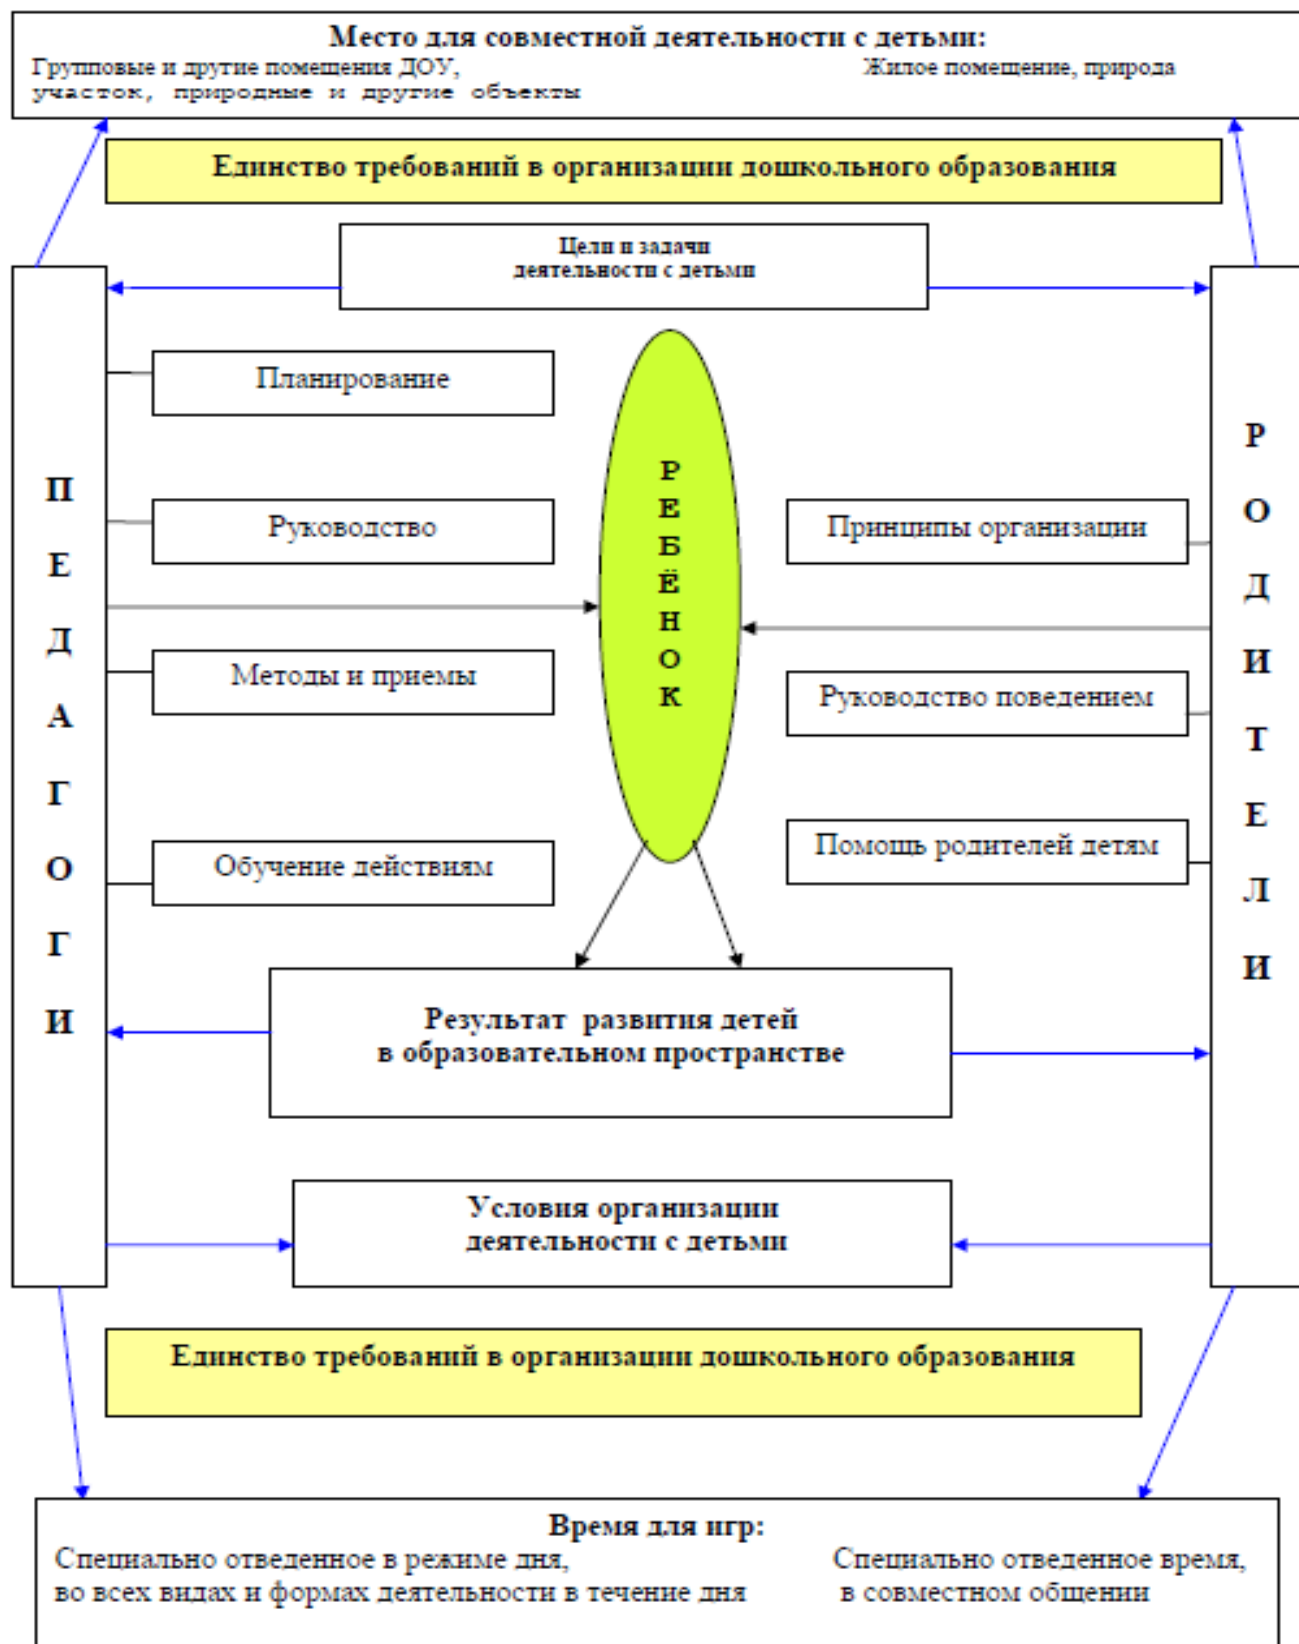 Место для совместной деятельности с детьми:
Групповые и другие помещения ДОУ, Жилое помещение, природа
участок, природные и другие объекты
Единство требований в организации дошкольного образования
Цели и задачи
деятельности с детьми
ПЕДАГОГИ
Планирование
Руководство
Методы и приемы
Обучение действиям
РЕБЁНОК
Принципы организации
Руководство поведением
Помощь родителей детям
РОДИТЕЛИ
Результат развития детей
в образовательном пространстве
Условия организации
деятельности с детьми
Единство требований в организации дошкольного образования
Время для игр:
Специально отведенное в режиме дня, Специально отведенное время,
во всех видах и формах деятельности в течение дня в совместном общении